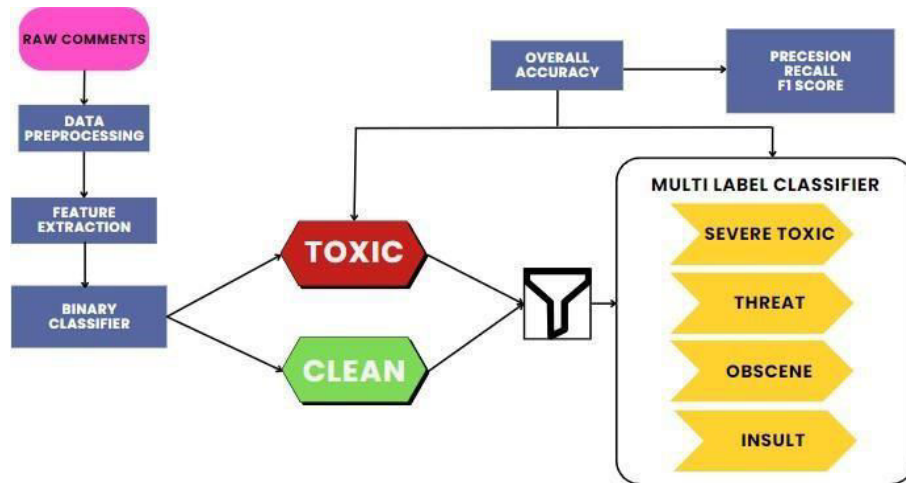 RAW COMMENTS
DATA
PREPROCESSING
FEATURE
EXTRACTION
BINARY
CLASSIFIER
TOXIC
CLEAN
OVERALL
ACCURACY
PRECESION
RECALL
F1 SCORE
MULTI LABEL CLASSIFIER
SEVERE TOXIC
THREAT
OBSCENE
INSULT